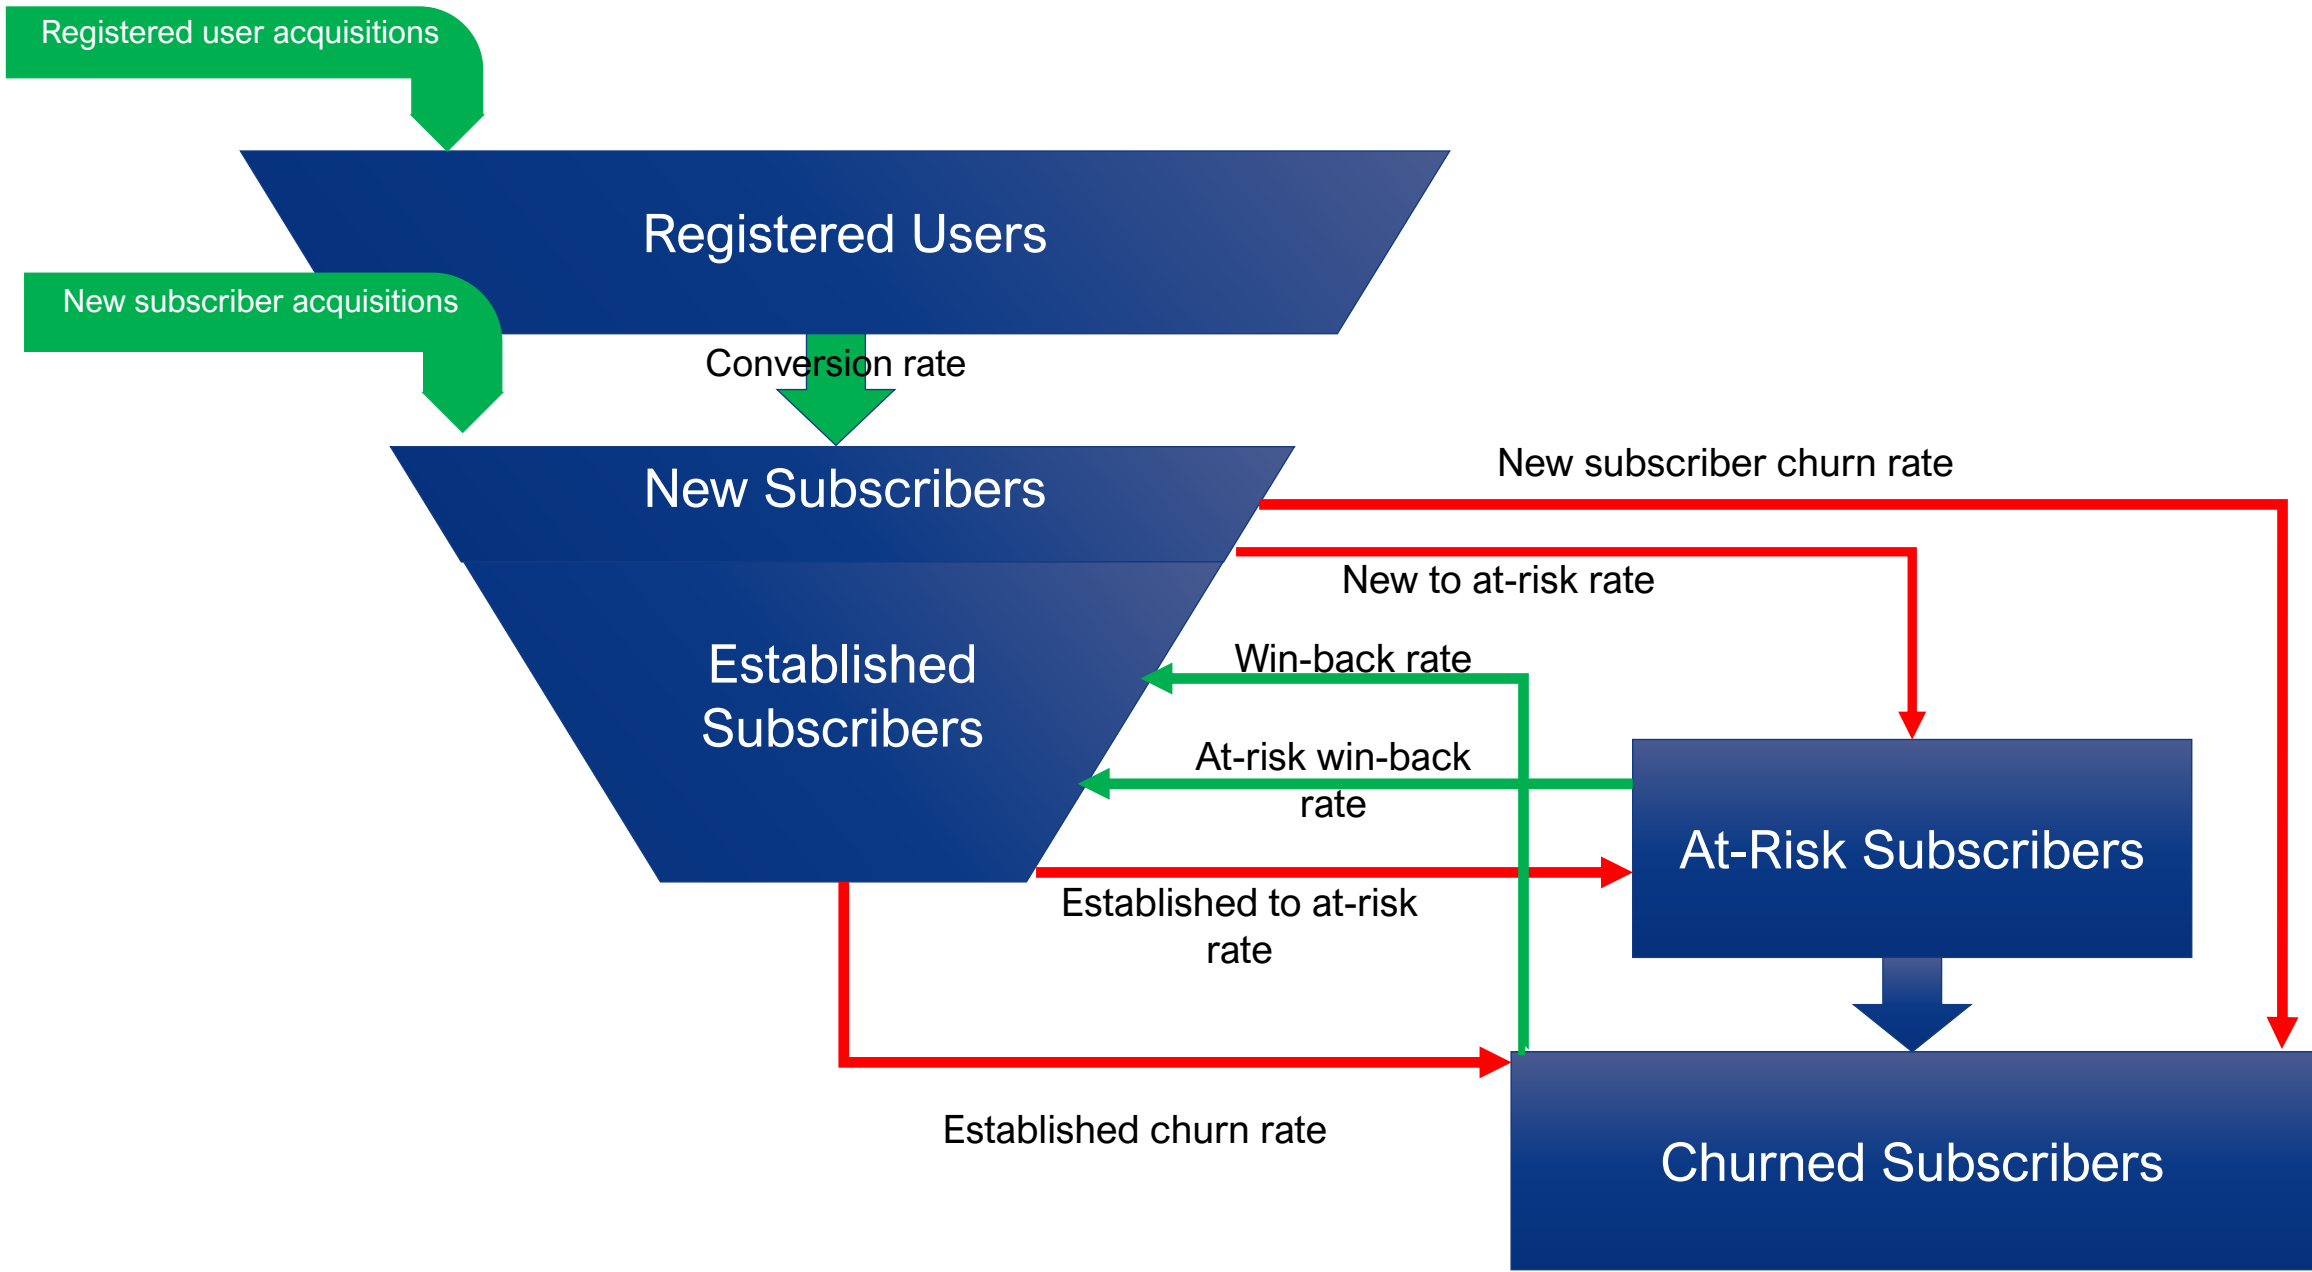 Registered user acquisitions
Registered Users
New subscriber acquisitions
Conversion rate
New Subscribers
New subscriber churn rate
New to at-risk rate
Established
Subscribers
Win-back rate
At-risk win-back
rate
At-Risk Subscribers
Established to at-risk
rate
Established churn rate
Churned Subscribers